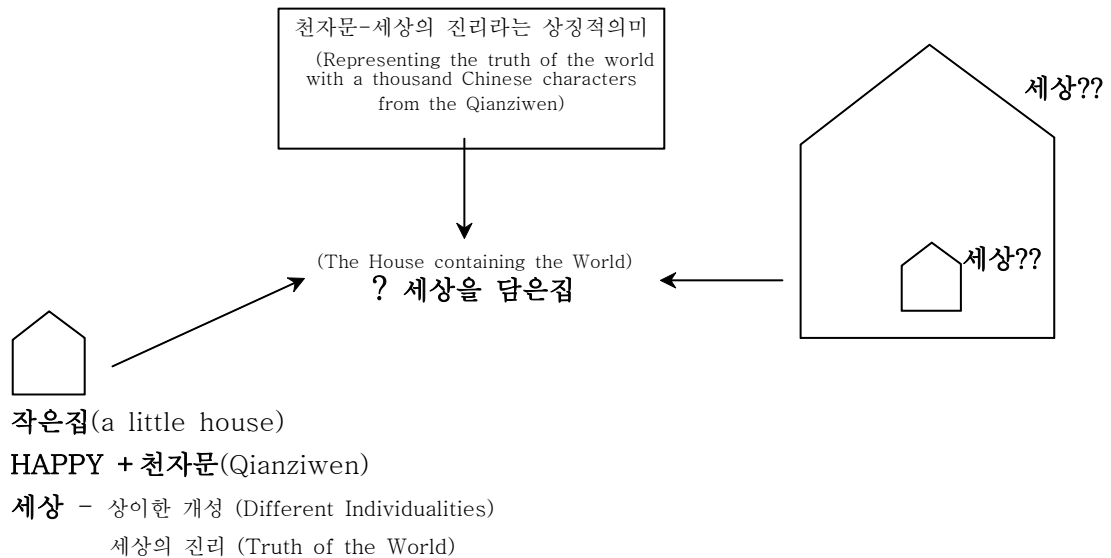 천자문-세상의 진리라는 상징적의미
(Representing the truth of the world
with a thousand Chinese characters
from the Qianziwen)
세상??
세상??
(The House containing the World)
? 세상을 담은집
작은집(a little house)
HAPPY + 천자문(Qianziwen)
세상 - 상이한 개성 (Different Individualities)
세상의 진리 (Truth of the World)